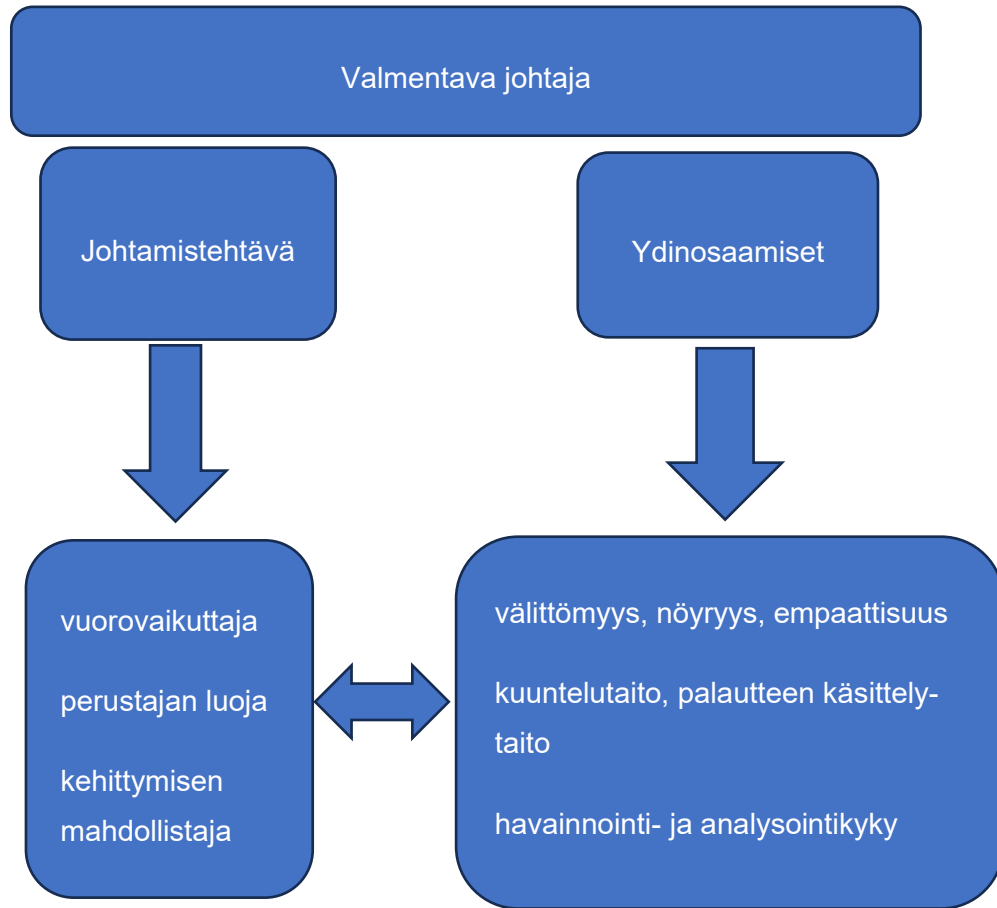 Valmentava johtaja
Johtamistehtävä
Ydinosaamiset
vuorovaikuttaja
perustajan luoja
kehittymisen
mahdollistaja
välittömyys, nöyryys, empaattisuus
kuuntelutaito, palautteen käsittely-
taito
havainnointi- ja analysointikyky